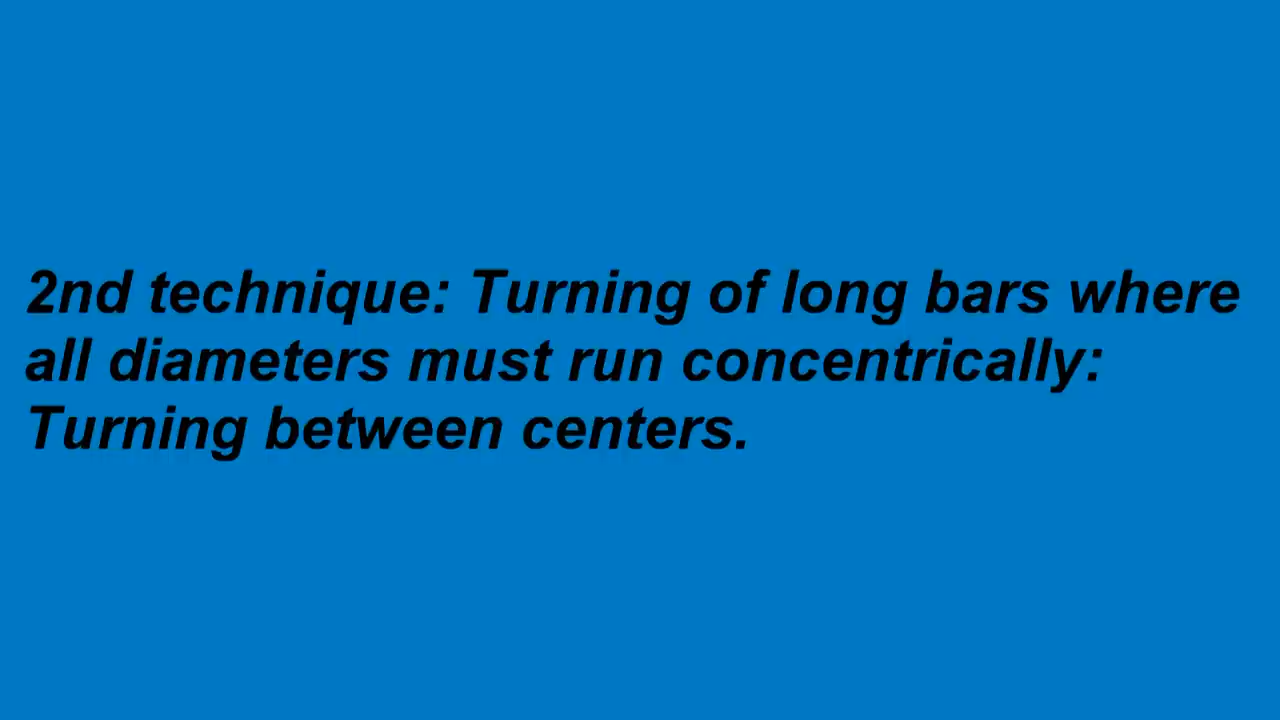 2nd technique: Turning of long bars where
all diameters must run concentrically:
Turning between centers.